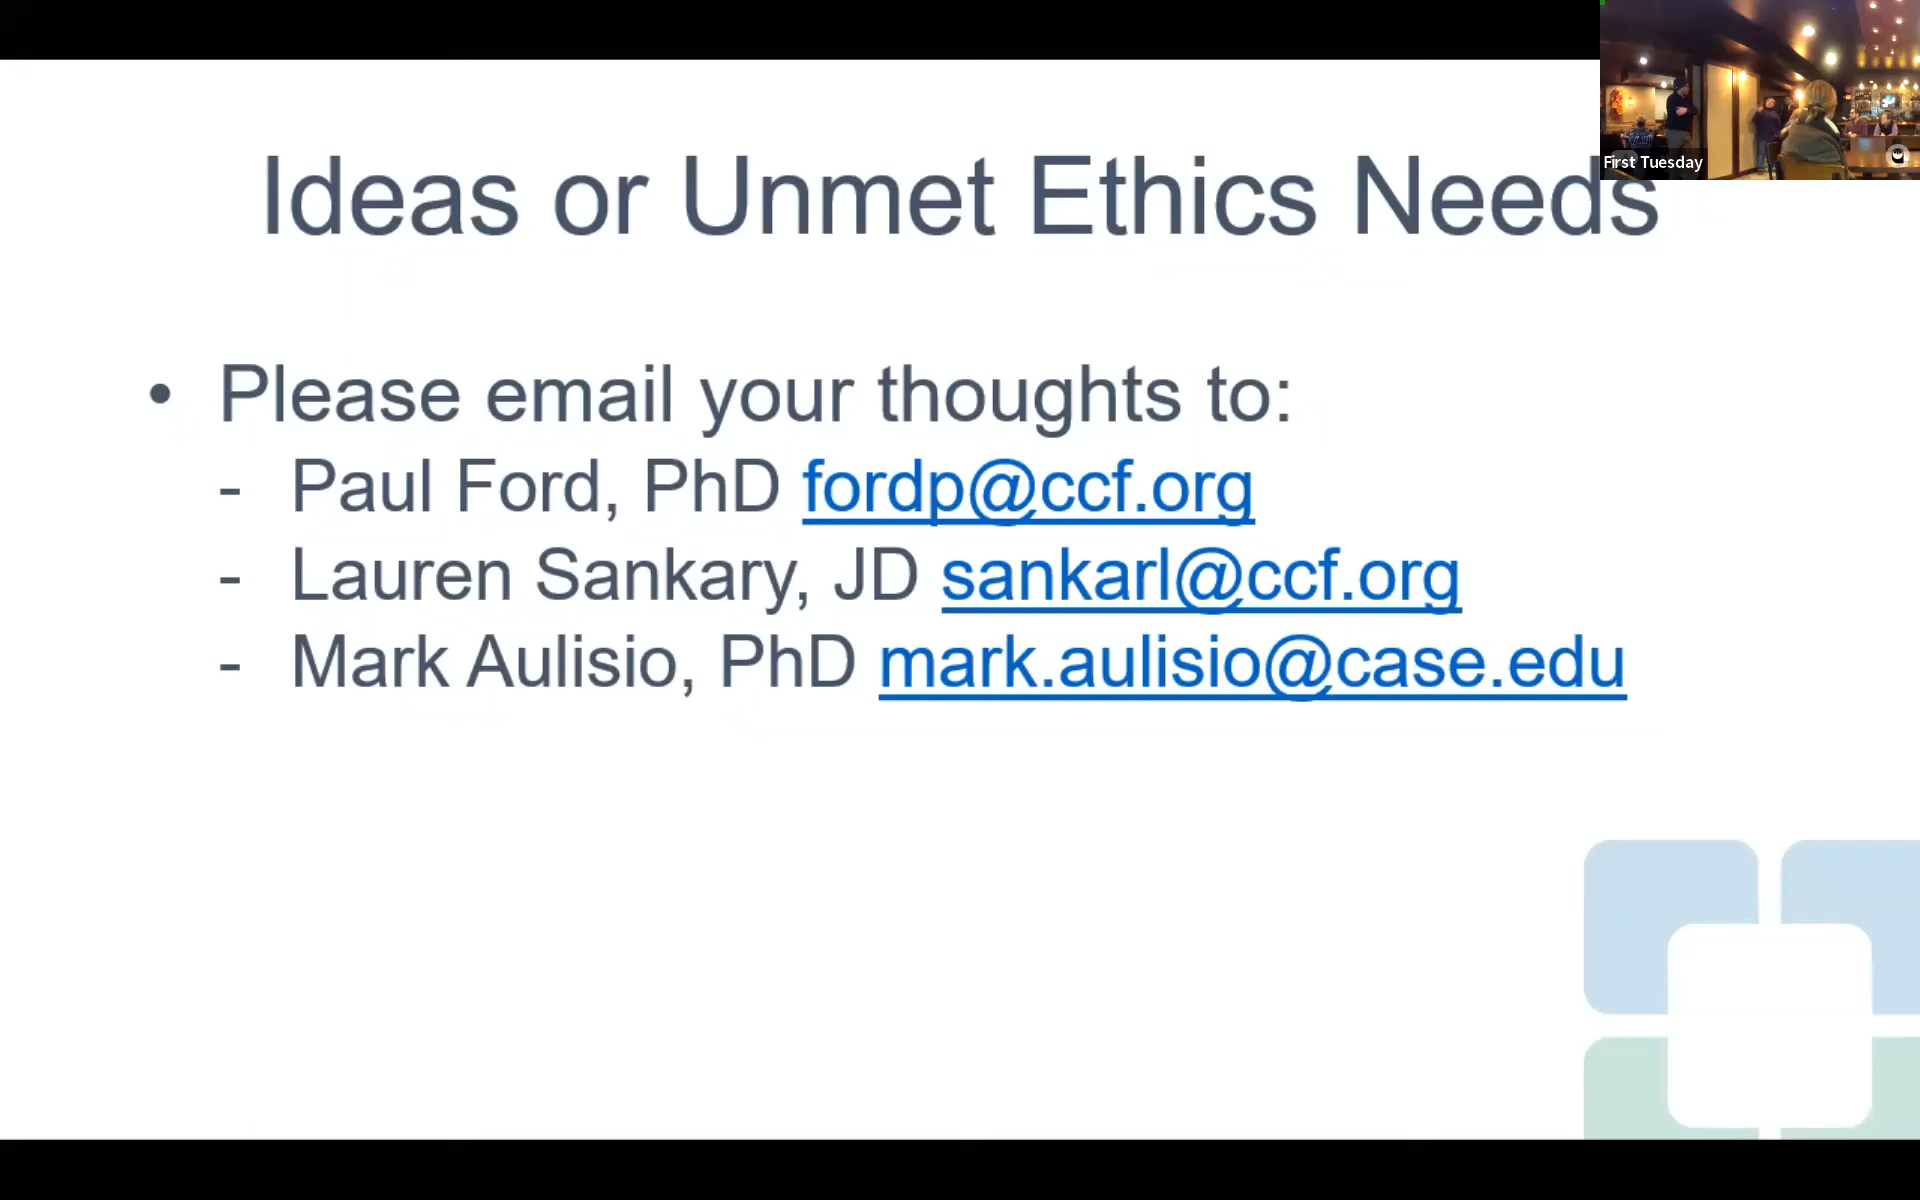 Ideas or Unmet Ethics Needs
First Tuesday
• Please email your thoughts to:
- Paul Ford, PhD fordp@ccf.org
- Lauren Sankary, JD sankarl@ccf.org
- Mark Aulisio, PhD mark.aulisio@case.edu